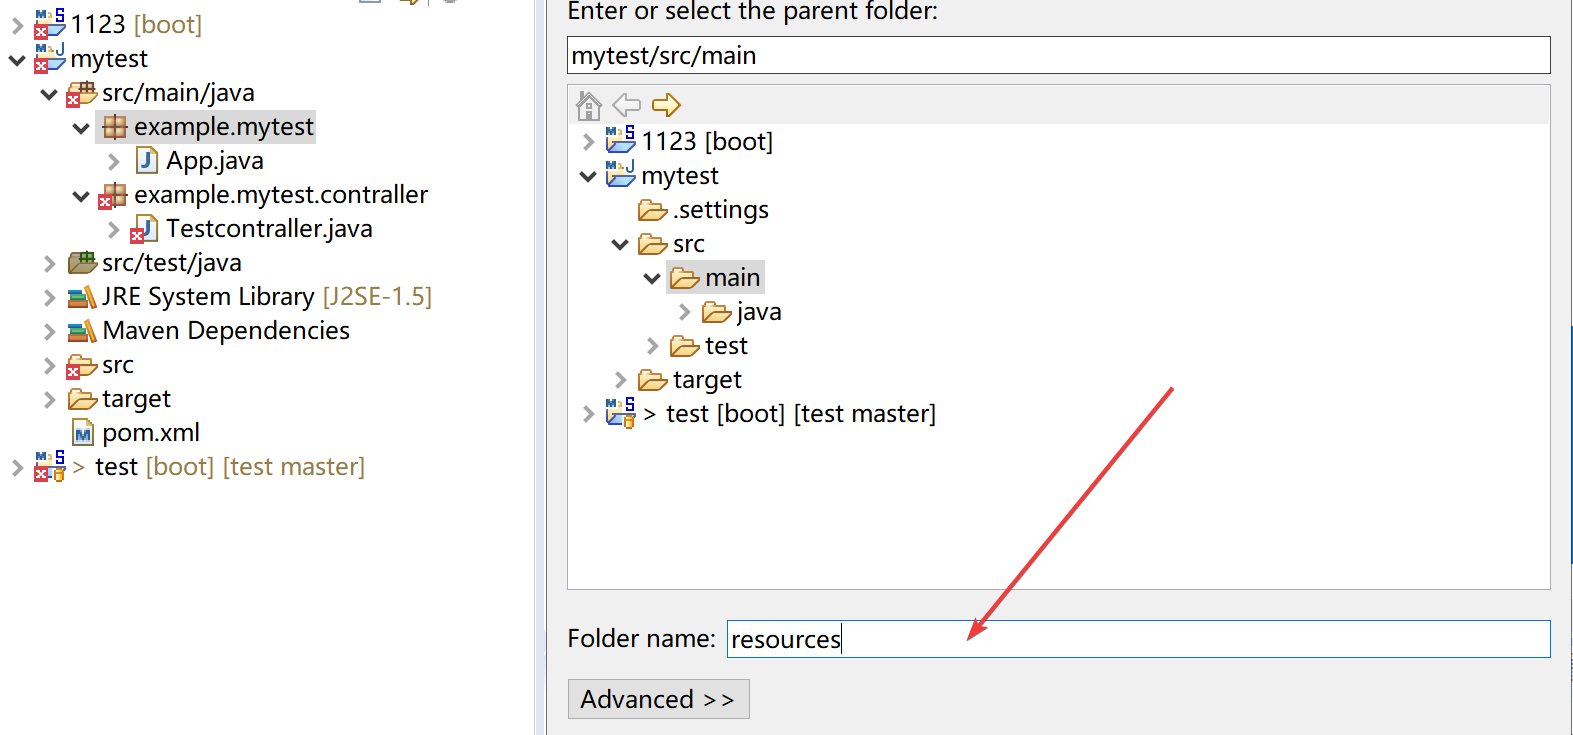 1123 [boot]
mytest
src/main/java
example.mytest
App.java
example.mytest.contraller
Testcontraller.java
src/test/java
JRE System Library [J2SE-1.5]
Maven Dependencies
src
target
pom.xml
> test [boot] [test master]
Enter or select the parent folder:
mytest/src/main
1123 [boot]
mytest
.settings
src
main
java
test
target
> test [boot] [test master]
Folder name: resources
Advanced >>